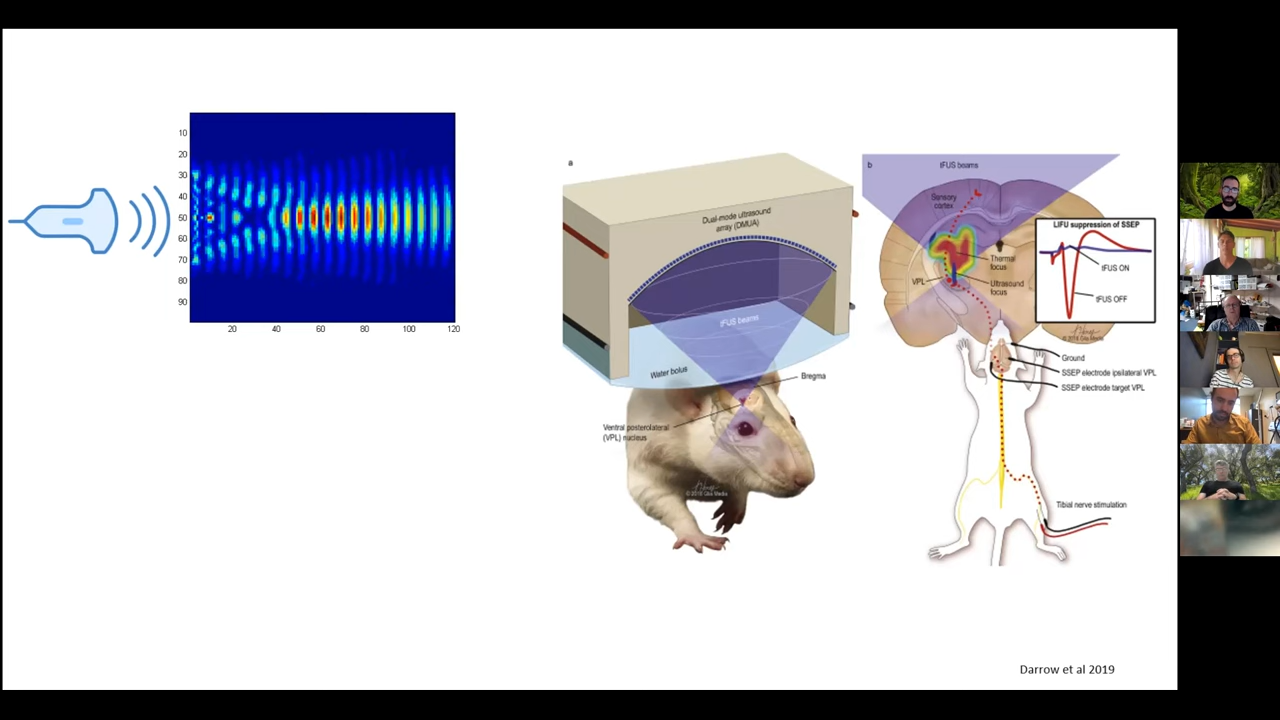 10
20
30
40
50
60
70
80
90
20
40
60
80
100
120
a
Dual-mode ultrasound
array (DMUA)
tFUS beams
Water bolus
Bregma
Ventral posterolateral
(VPL) nucleus
© 2018 Obs Media
b
tFUS beams
Sensory
cortex
Thermal
focus
VPL
Ultrasound
focus
LIFU suppression of SSEP
tFUS ON
tFUS OFF
Ground
SSEP electrode ipsilateral VPL
SSEP electrode target VPL
Tibial nerve stimulation
Darrow et al 2019